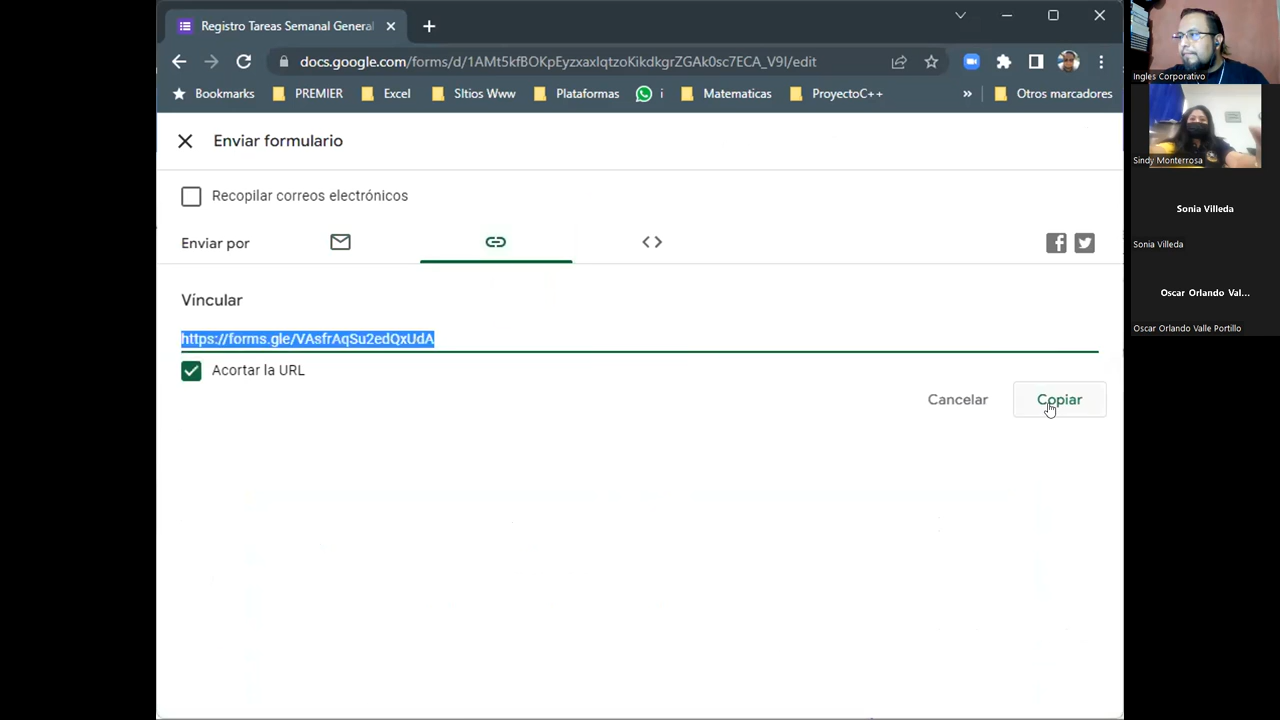 Registro Tareas Semanal General
docs.google.com/forms/d/1AMt5kfBOKpEyzxaxIqtzoKikdkgrZGAk0sc7ECA_V9I/edit
Bookmarks
PREMIER
Excel
SItios Www
Plataformas
i
Matematicas
ProyectoC++
»
Otros marcadores
Enviar formulario
Recopilar correos electrónicos
Enviar por
Vincular
https://forms.gle/VAsfrAqSu2edQxUdA
Acortar la URL
Cancelar
Copiar
Ingles Corporativo
Sindy Monterrosa
Sonia Villeda
Sonia Villeda
Oscar Orlando Val...
Oscar Orlando Valle Portillo